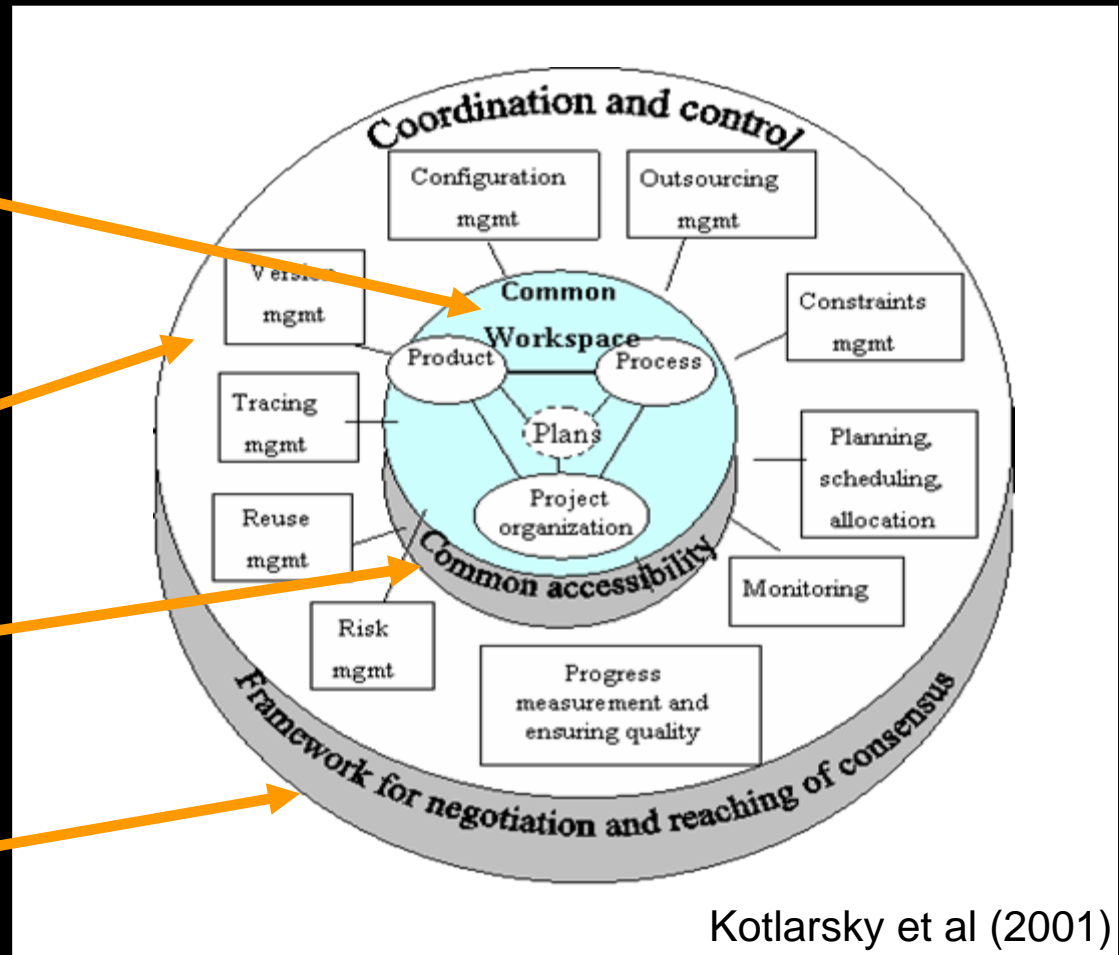 Coordination and control
Configuration
mgmt
Outsourcing
mgmt
Version
mgmt
Common
Workspace
Constraints
mgmt
Product
Process
Tracing
mgmt
Plans
Planning,
scheduling,
allocation
Project
organization
Reuse
mgmt
Common accessibility
Monitoring
Risk
mgmt
Progress
measurement and
ensuring quality
Framework for negotiation and reaching of consensus
Kotlarsky et al (2001)